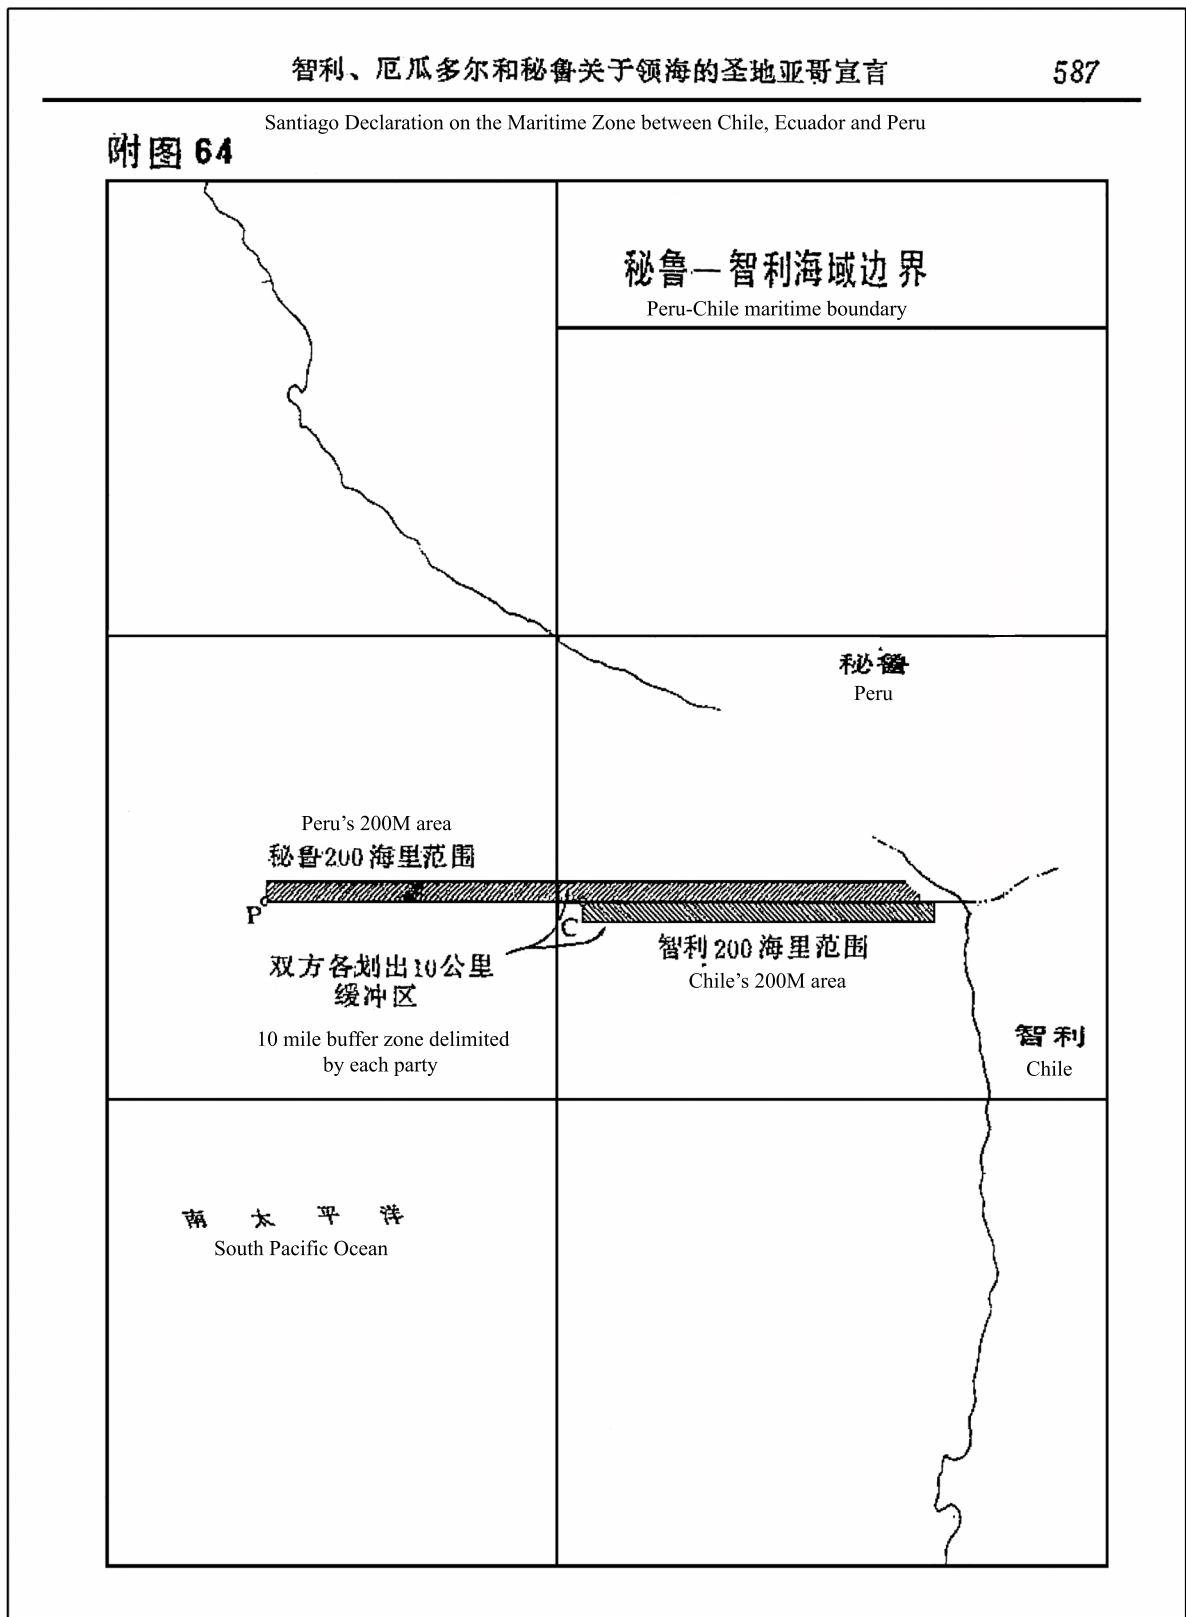 智利、厄瓜多尔和秘鲁关于领海的圣地亚哥宣言 587
Santiago Declaration on the Maritime Zone between Chile, Ecuador and Peru
附图 64
秘鲁—智利海域边界
Peru-Chile maritime boundary
秘鲁
Peru
Peru’s 200M area
秘鲁200海里范围
P
C
智利200海里范围
Chile’s 200M area
双方各划出10公里
缓冲区
10 mile buffer zone delimited
by each party
智利
Chile
南太平洋
South Pacific Ocean